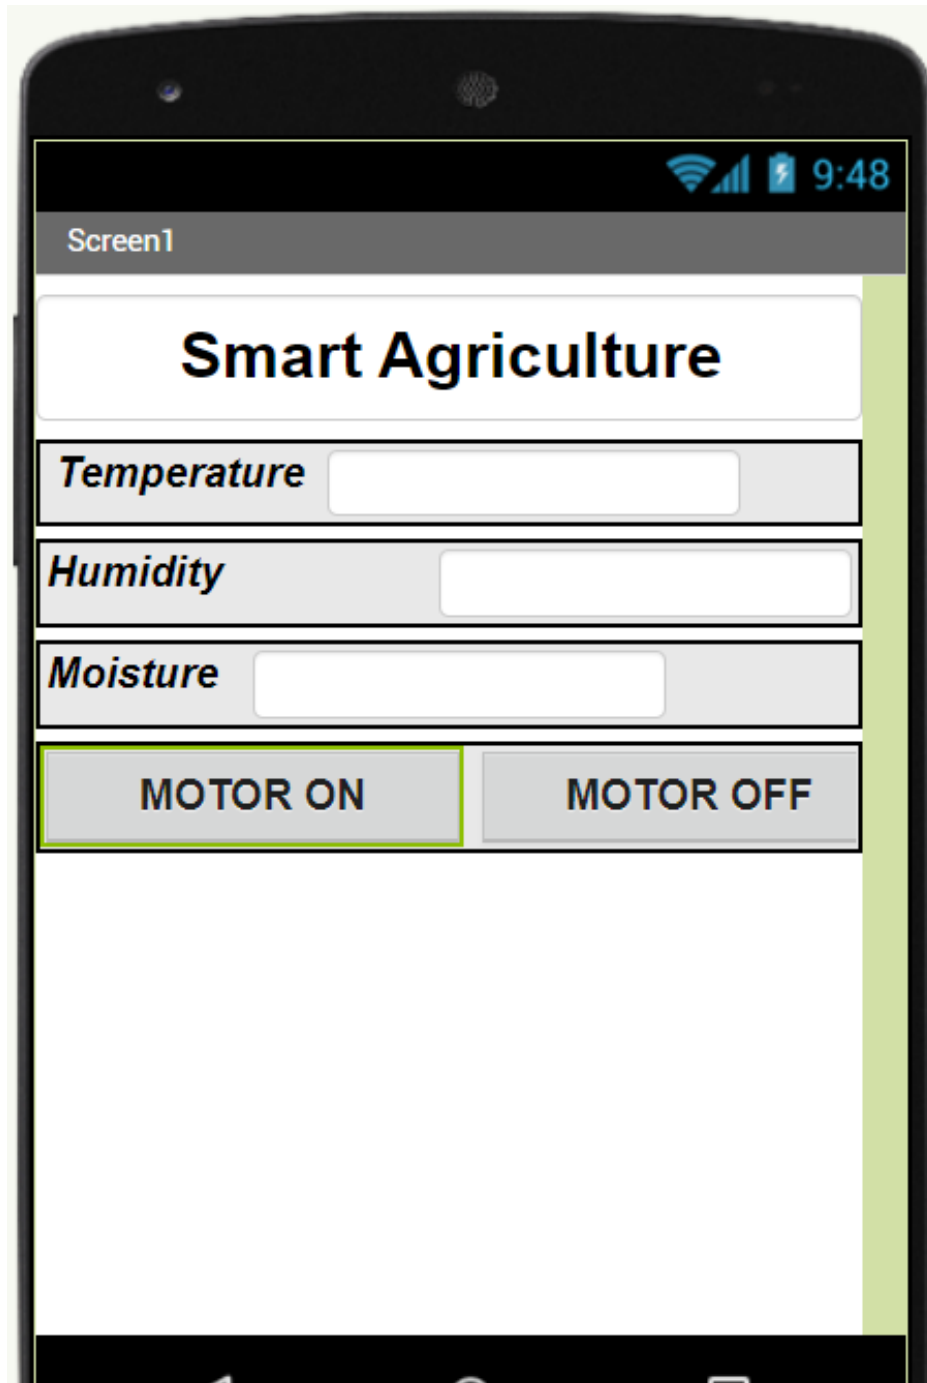 9:48
Screen1
Smart Agriculture
Temperature
Humidity
Moisture
MOTOR ON MOTOR OFF